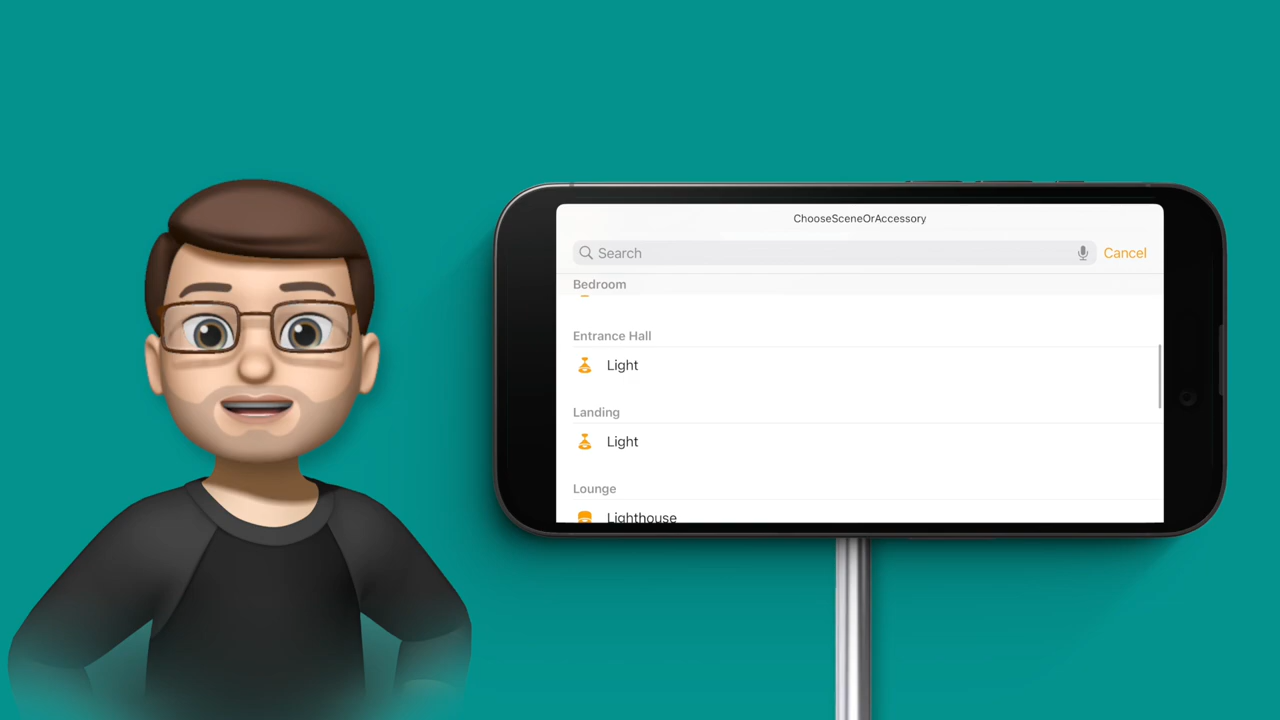 ChooseSceneOrAccessory
Search
Cancel
Bedroom
Entrance Hall
Light
Landing
Light
Lounge
Lighthouse